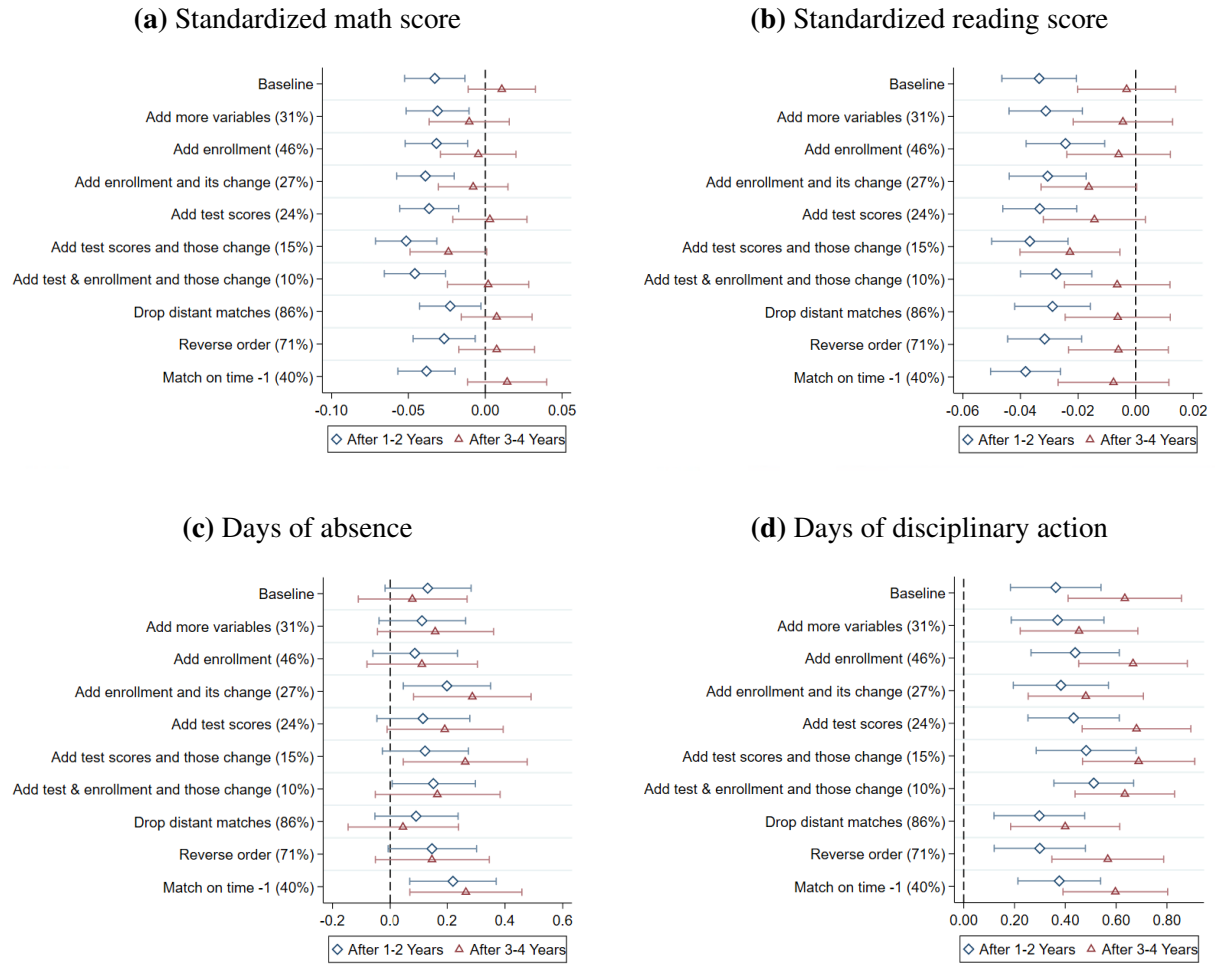 (a) Standardized math score
Baseline
Add more variables (31%)
Add enrollment (46%)
Add enrollment and its change (27%)
Add test scores (24%)
Add test scores and those change (15%)
Add test & enrollment and those change (10%)
Drop distant matches (86%)
Reverse order (71%)
Match on time -1 (40%)
-0.10 -0.05 0.00 0.05
After 1-2 Years After 3-4 Years
(b) Standardized reading score
Baseline
Add more variables (31%)
Add enrollment (46%)
Add enrollment and its change (27%)
Add test scores (24%)
Add test scores and those change (15%)
Add test & enrollment and those change (10%)
Drop distant matches (86%)
Reverse order (71%)
Match on time -1 (40%)
-0.06 -0.04 -0.02 0.00 0.02
After 1-2 Years After 3-4 Years
(c) Days of absence
Baseline
Add more variables (31%)
Add enrollment (46%)
Add enrollment and its change (27%)
Add test scores (24%)
Add test scores and those change (15%)
Add test & enrollment and those change (10%)
Drop distant matches (86%)
Reverse order (71%)
Match on time -1 (40%)
-0.2 0.0 0.2 0.4 0.6
After 1-2 Years After 3-4 Years
(d) Days of disciplinary action
Baseline
Add more variables (31%)
Add enrollment (46%)
Add enrollment and its change (27%)
Add test scores (24%)
Add test scores and those change (15%)
Add test & enrollment and those change (10%)
Drop distant matches (86%)
Reverse order (71%)
Match on time -1 (40%)
0.00 0.20 0.40 0.60 0.80
After 1-2 Years After 3-4 Years